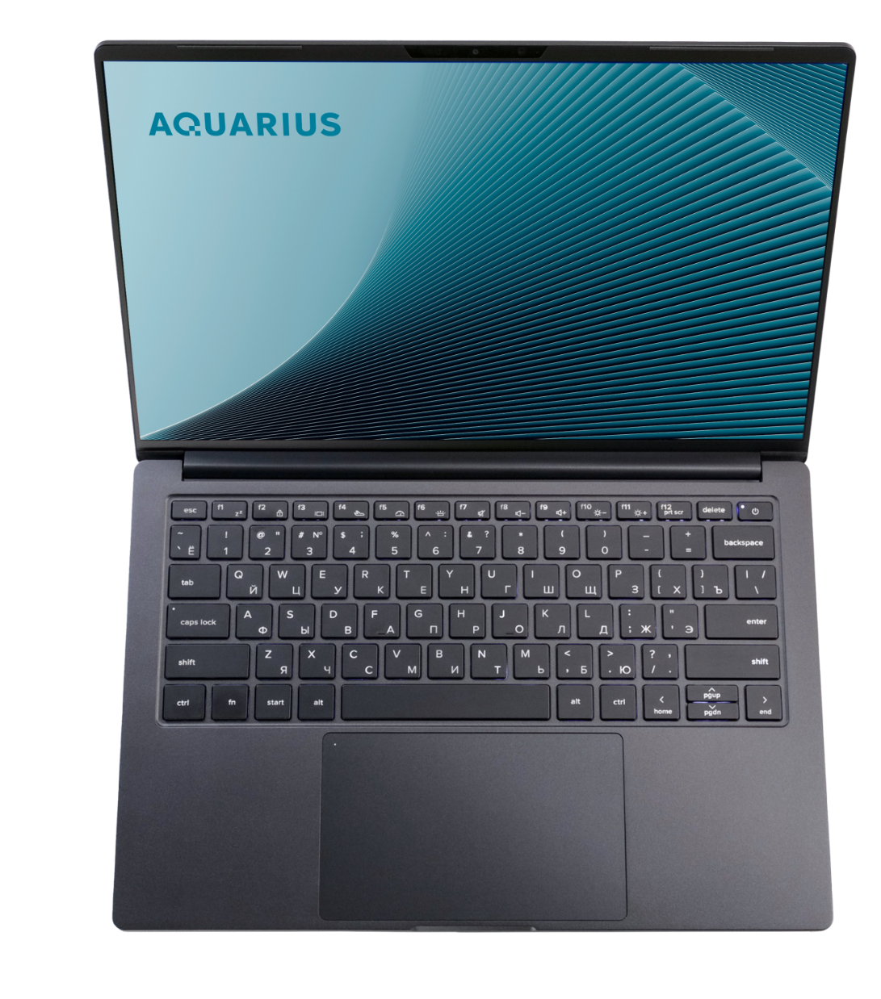 AQUARIUS
esc f1 f2 f3 f4 f5 f6 f7 f8 f9 f10 f11 f12 prt scr delete
~ ` Ё ! 1 @ " 2 # № 3 $ ; 4 % 5 ^ : 6 & ? 7 * 8 ( 9 ) 0 _ - + = backspace
tab Q Й W Ц E У R К T Е Y Н U Г I Ш O Щ P З { [ Х } ] Ъ | / \
caps lock A Ф S Ы D В F А G П H Р J О K Л L Д : ; Ж " ' Э enter
shift Z Я X Ч C С V М B И N Т M Ь < , Б > . Ю ? , / . shift
ctrl fn start alt alt ctrl < home pgup pgdn > end